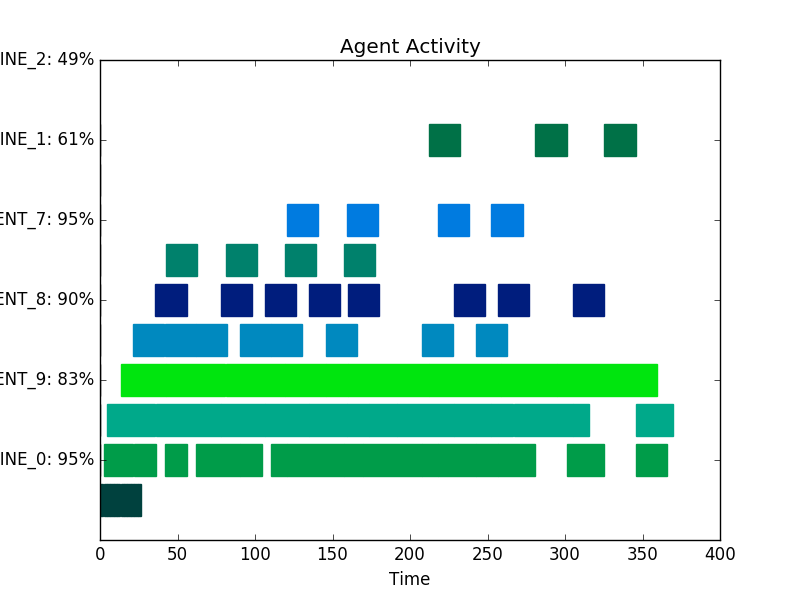 Agent Activity
INE_2: 49%
INE_1: 61%
ENT_7: 95%
ENT_8: 90%
ENT_9: 83%
INE_0: 95%
0 50 100 150 200 250 300 350 400
Time